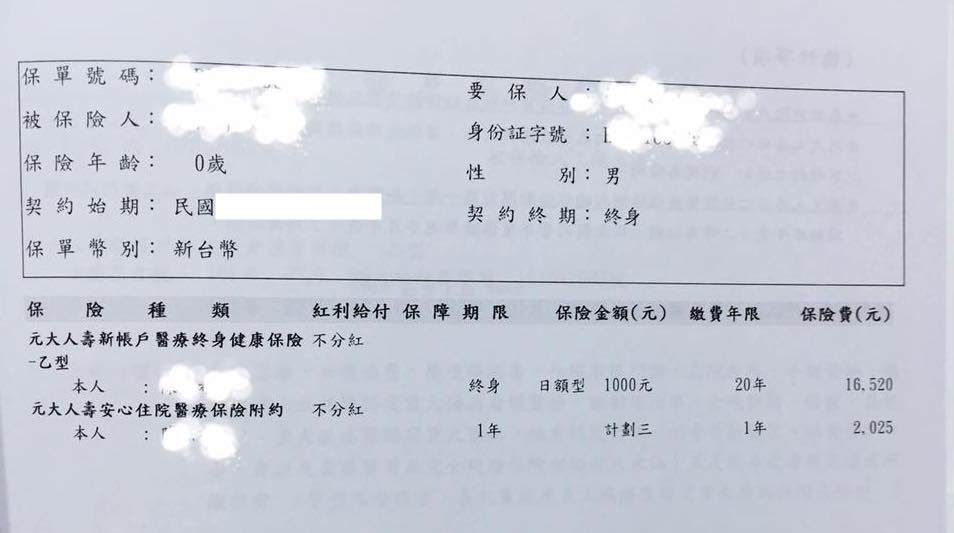 保單號碼：
要保人：
被保險人：
身份証字號：
保險年齡：0歲
性別：男
契約始期：民國
契約終期：終身
保單幣別：新台幣
保險種類 紅利給付 保障期限 保險金額(元) 繳費年限 保險費(元)
元大人壽新帳戶醫療終身健康保險 不分紅
-乙型
本人： 終身 日額型 1000元 20年 16,520
元大人壽安心住院醫療保險附約 不分紅
本人： 1年 計劃三 1年 2,025